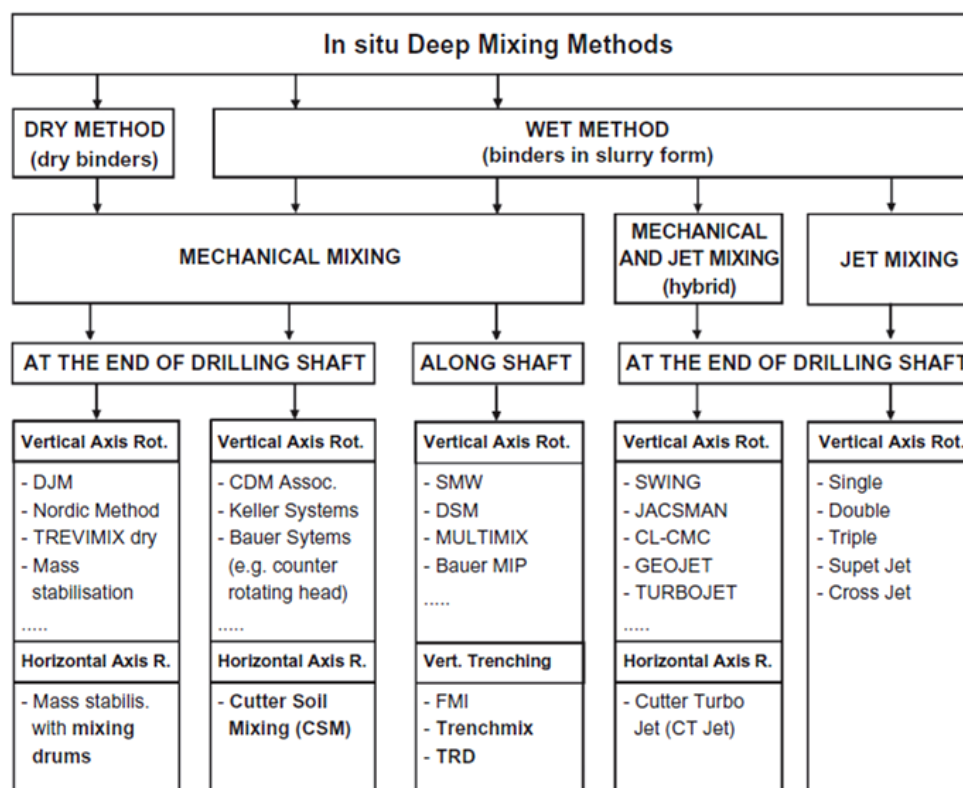 In situ Deep Mixing Methods
DRY METHOD
(dry binders)
WET METHOD
(binders in slurry form)
MECHANICAL MIXING
MECHANICAL
AND JET MIXING
(hybrid)
JET MIXING
AT THE END OF DRILLING SHAFT
ALONG SHAFT
AT THE END OF DRILLING SHAFT
Vertical Axis Rot.
- DJM
- Nordic Method
- TREVIMIX dry
- Mass
stabilisation
.....
Horizontal Axis R.
- Mass stabilis.
with mixing
drums
Vertical Axis Rot.
- CDM Assoc.
- Keller Systems
- Bauer Sytems
(e.g. counter
rotating head)
.....
Horizontal Axis R.
- Cutter Soil
Mixing (CSM)
Vertical Axis Rot.
- SMW
- DSM
- MULTIMIX
- Bauer MIP
.....
Vert. Trenching
- FMI
- Trenchmix
- TRD
Vertical Axis Rot.
- SWING
- JACSMAN
- CL-CMC
- GEOJET
- TURBOJET
.....
Horizontal Axis R.
- Cutter Turbo
Jet (CT Jet)
Vertical Axis Rot.
- Single
- Double
- Triple
- Supet Jet
- Cross Jet